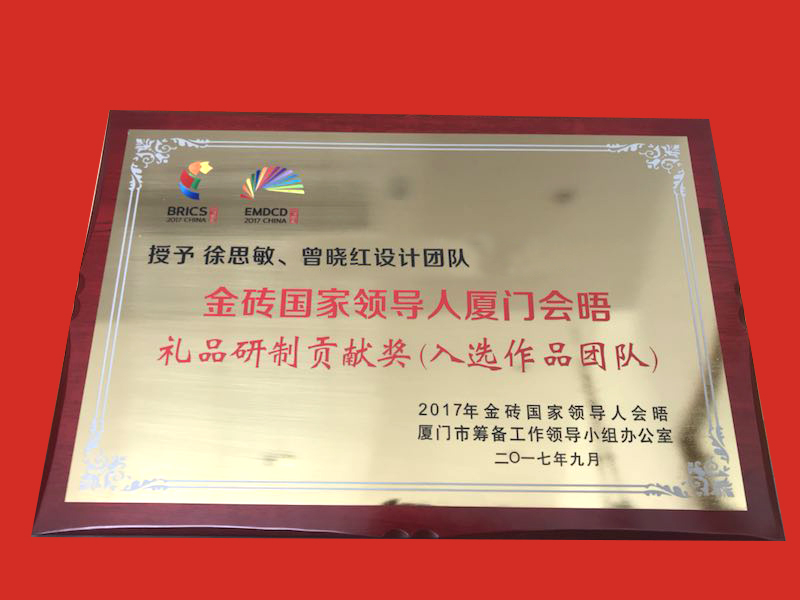 BRICS
2017 CHINA
EMDCD
2017 CHINA
授予 徐思敏、曾晓红设计团队
金砖国家领导人厦门会晤
礼品研制贡献奖(入选作品团队)
2017年金砖国家领导人会晤
厦门市筹备工作领导小组办公室
二〇一七年九月